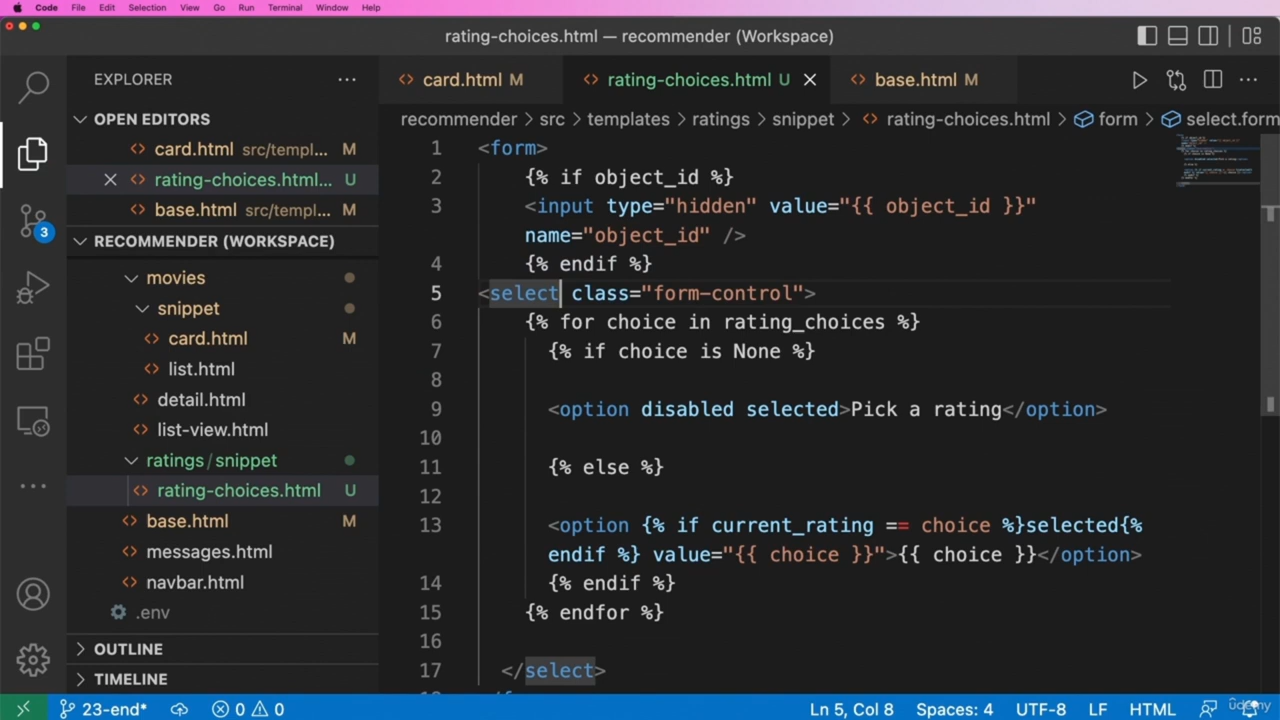 Code File Edit Selection View Go Run Terminal Window Help
rating-choices.html — recommender (Workspace)
EXPLORER
card.html M rating-choices.html U base.html M
OPEN EDITORS
recommender > src > templates > ratings > snippet > rating-choices.html > form > select.form
card.html src/templ... M
rating-choices.html... U
base.html src/templ... M
RECOMMENDER (WORKSPACE)
movies
snippet
card.html M
list.html
detail.html
list-view.html
ratings/snippet
rating-choices.html U
base.html M
messages.html
navbar.html
.env
OUTLINE
TIMELINE
3
1 <form>
2 {% if object_id %}
3 <input type="hidden" value="{{ object_id }}"
name="object_id" />
4 {% endif %}
5 <select class="form-control">
6 {% for choice in rating_choices %}
7 {% if choice is None %}
8
9 <option disabled selected>Pick a rating</option>
10
11 {% else %}
12
13 <option {% if current_rating == choice %}selected{%
endif %} value="{{ choice }}">{{ choice }}</option>
14 {% endif %}
15 {% endfor %}
16
17 </select>
23-end* 0 0 Ln 5, Col 8 Spaces: 4 UTF-8 LF HTML
udemy